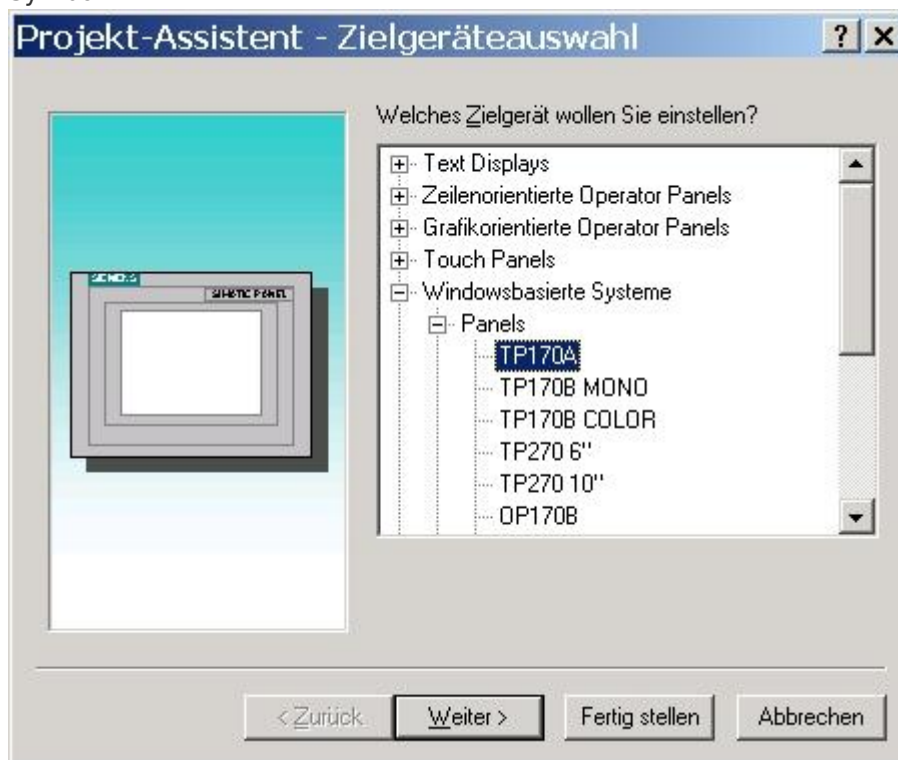 Projekt-Assistent - Zielgeräteauswahl
Welches Zielgerät wollen Sie einstellen?
Text Displays
Zeilenorientierte Operator Panels
Grafikorientierte Operator Panels
Touch Panels
Windowsbasierte Systeme
Panels
TP170A
TP170B MONO
TP170B COLOR
TP270 6''
TP270 10''
OP170B
SIEMENS
SIMATIC PANEL
< Zurück
Weiter >
Fertig stellen
Abbrechen